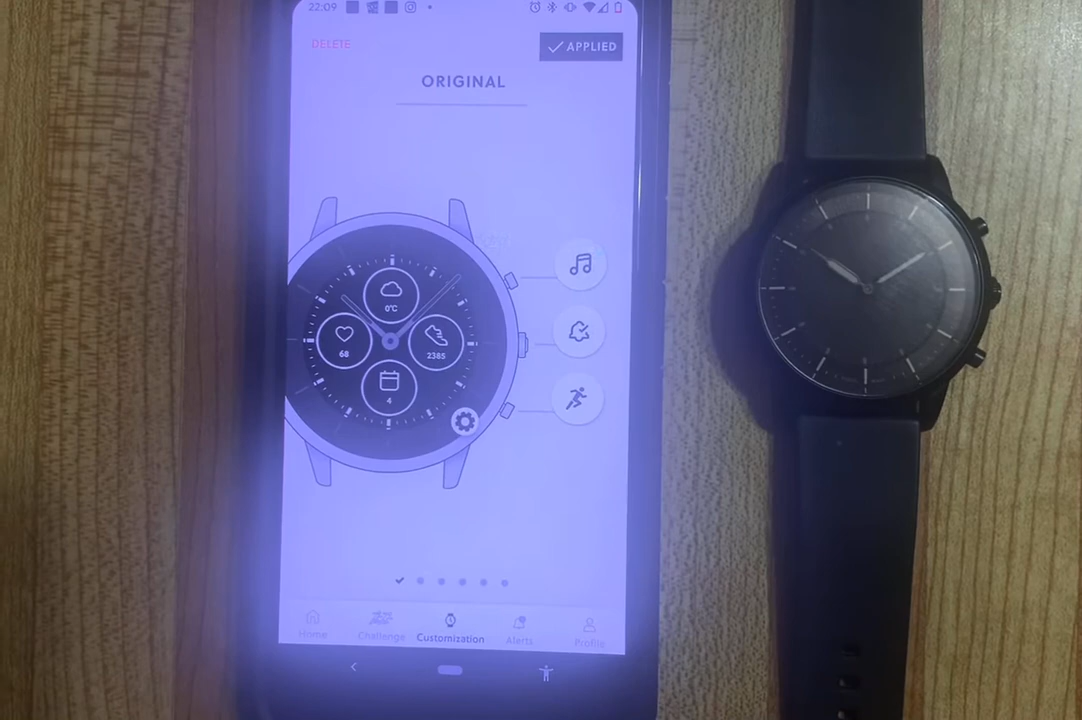 22:09
DELETE
APPLIED
ORIGINAL
0°C
68
2385
4
Home
Challenge
Customization
Alerts
Profile